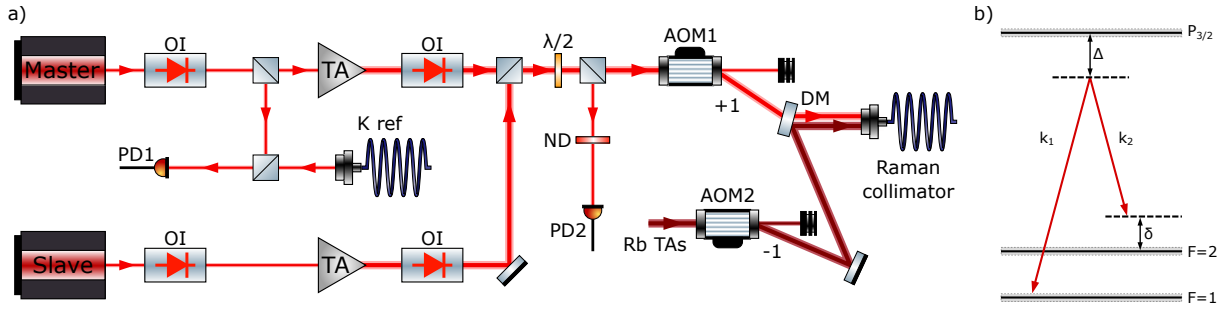 a)
Master
OI
TA
OI
λ/2
AOM1
+1
DM
K ref
PD1
ND
PD2
Raman
collimator
Slave
OI
TA
OI
Rb TAs
AOM2
-1
b)
P3/2
Δ
k1
k2
δ
F=2
F=1